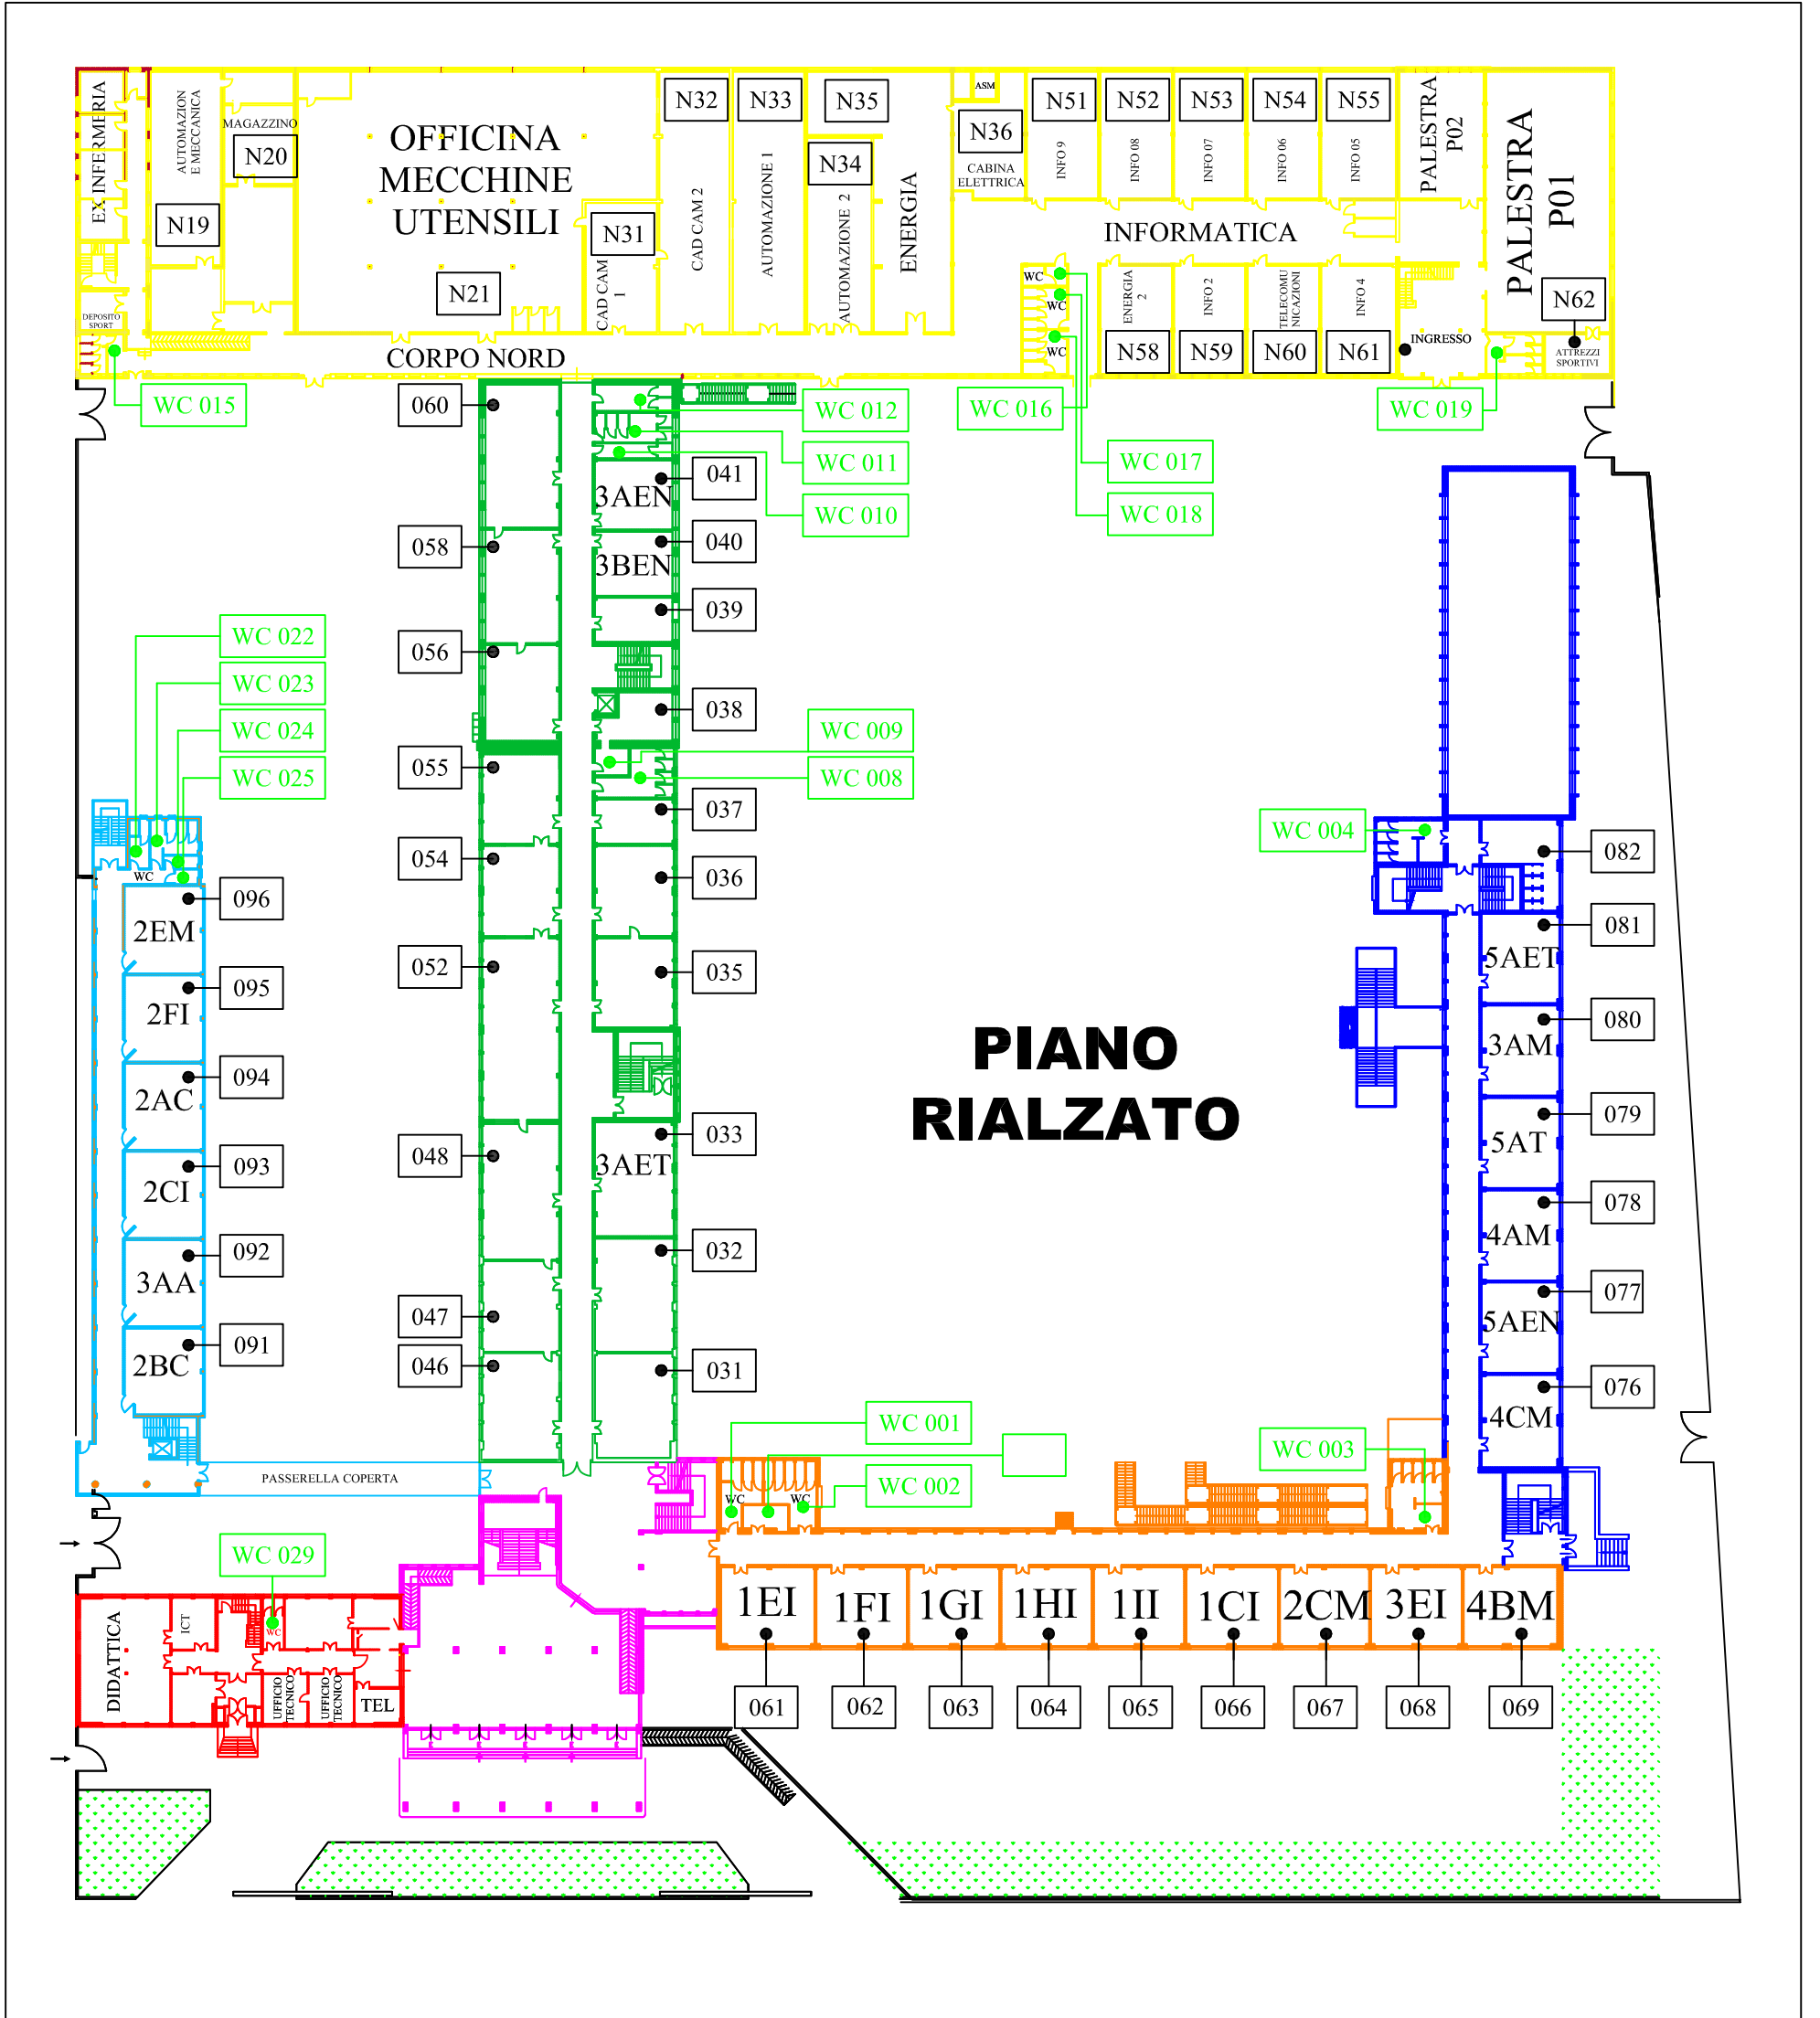 EX INFERMERIA
AUTOMAZION
E MECCANICA
N19
MAGAZZINO
N20
OFFICINA
MECCHINE
UTENSILI
N21
N31
CAD CAM
1
N32
CAD CAM 2
N33
AUTOMAZIONE 1
N35
N34
AUTOMAZIONE 2
ENERGIA
ASM
N36
CABINA
ELETTRICA
N51
INFO 9
N52
INFO 08
N53
INFO 07
N54
INFO 06
N55
INFO 05
PALESTRA
P02
PALESTRA
P01
INFORMATICA
WC
WC
WC
ENERGIA
2
N58
INFO 2
N59
TELECOMU
NICAZIONI
N60
INFO 4
N61
INGRESSO
N62
ATTREZZI
SPORTIVI
DEPOSITO
SPORT
CORPO NORD
WC 015
060
WC 012
WC 016
WC 019
WC 011
WC 017
WC 010
WC 018
041
3AEN
058
040
3BEN
039
056
038
WC 022
WC 023
WC 024
WC 025
WC 009
WC 008
055
037
054
036
052
035
WC 004
082
WC
096
2EM
095
2FI
094
2AC
093
2CI
092
3AA
091
2BC
081
5AET
080
3AM
079
5AT
078
4AM
077
5AEN
076
4CM
PIANO
RIALZATO
048
033
3AET
032
047
046
031
WC 001
WC 002
WC 003
WC
WC
PASSERELLA COPERTA
WC 029
DIDATTICA
ICT
WC
UFFICIO
TECNICO
UFFICIO
TECNICO
TEL
1EI
1FI
1GI
1HI
1II
1CI
2CM
3EI
4BM
061
062
063
064
065
066
067
068
069